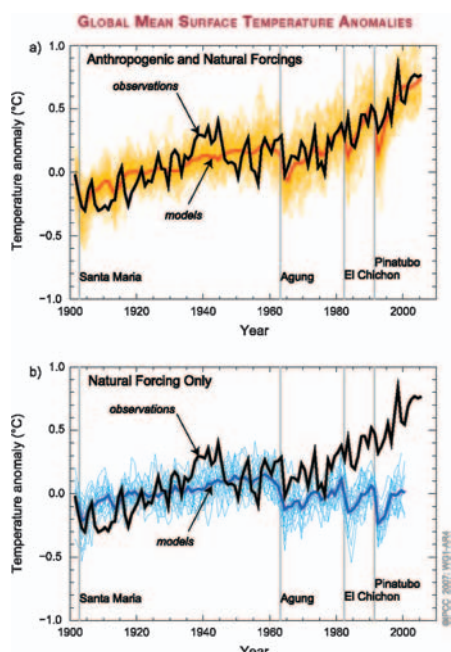 GLOBAL MEAN SURFACE TEMPERATURE ANOMALIES
a)
Anthropogenic and Natural Forcings
observations
models
Temperature anomaly (°C)
1.0
0.5
0.0
−0.5
−1.0
Santa Maria
Agung
El Chichon
Pinatubo
1900
1920
1940
1960
1980
2000
Year
b)
Natural Forcing Only
observations
models
Temperature anomaly (°C)
1.0
0.5
0.0
−0.5
−1.0
Santa Maria
Agung
El Chichon
Pinatubo
1900
1920
1940
1960
1980
2000
Year
©IPCC 2007: WG1-AR4